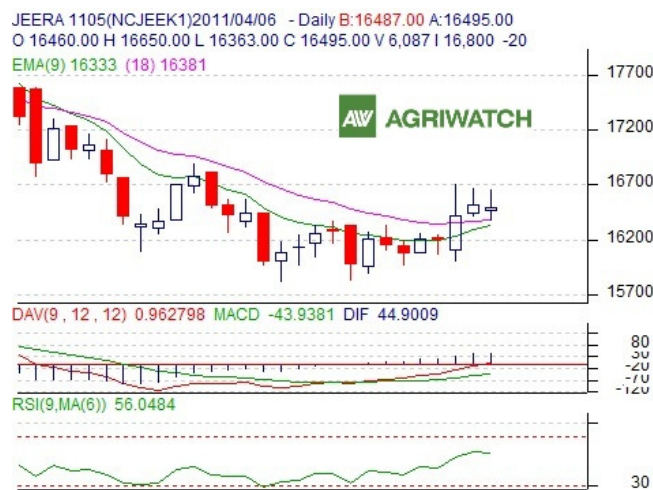 JEERA 1105(NCJEEK1)2011/04/06 - Daily B:16487.00 A:16495.00
O 16460.00 H 16650.00 L 16363.00 C 16495.00 V 6,087 I 16,800 -20
EMA(9) 16333 (18) 16381
17700
AW AGRIWATCH
17200
16700
16200
15700
DAV(9 , 12 , 12) 0.962798 MACD -43.9381 DIF 44.9009
80
30
-20
-70
-120
RSI(9,MA(6)) 56.0484
30